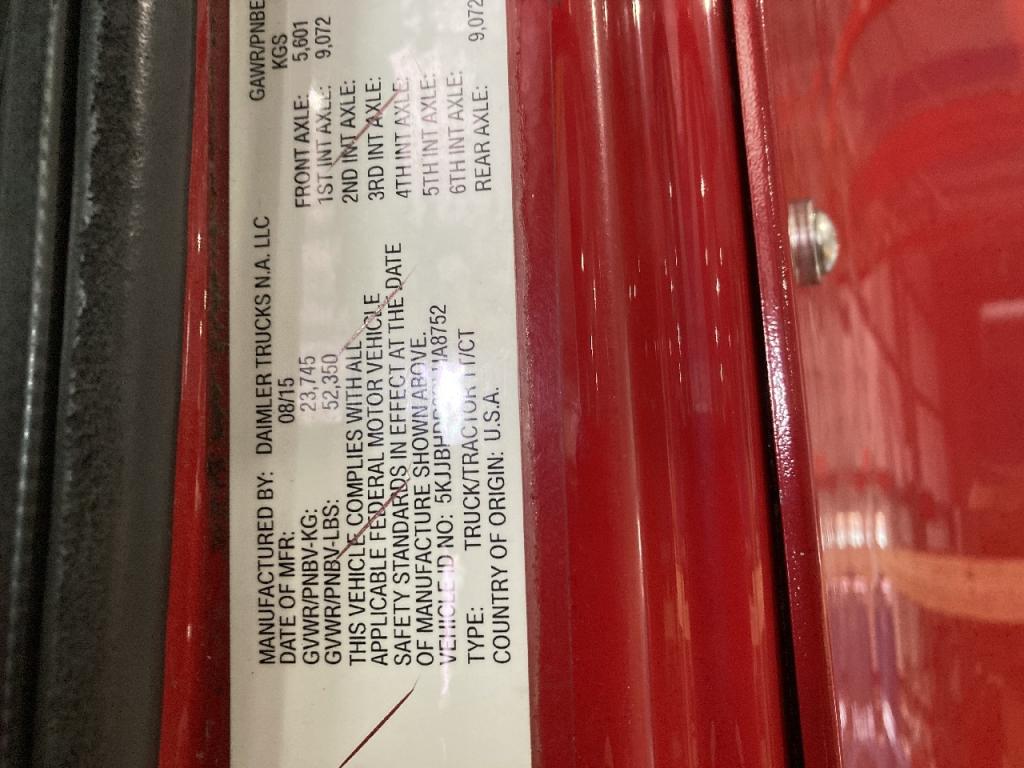 MANUFACTURED BY: DAIMLER TRUCKS N.A. LLC
DATE OF MFR: 08/15
GVWR/PNBV-KG: 23,745
GVWR/PNBV-LBS: 52,350
THIS VEHICLE COMPLIES WITH ALL
APPLICABLE FEDERAL MOTOR VEHICLE
SAFETY STANDARDS IN EFFECT AT THE DATE
OF MANUFACTURE SHOWN ABOVE.
VEHICLE ID NO:
TYPE: TRUCK/TRACTOR
COUNTRY OF ORIGIN: U.S.A.
GAWR/PNBE
KGS
FRONT AXLE: 5,601
1ST INT AXLE: 9,072
2ND INT AXLE:
3RD INT AXLE:
4TH INT AXLE:
5TH INT AXLE:
6TH INT AXLE:
REAR AXLE: 9,072